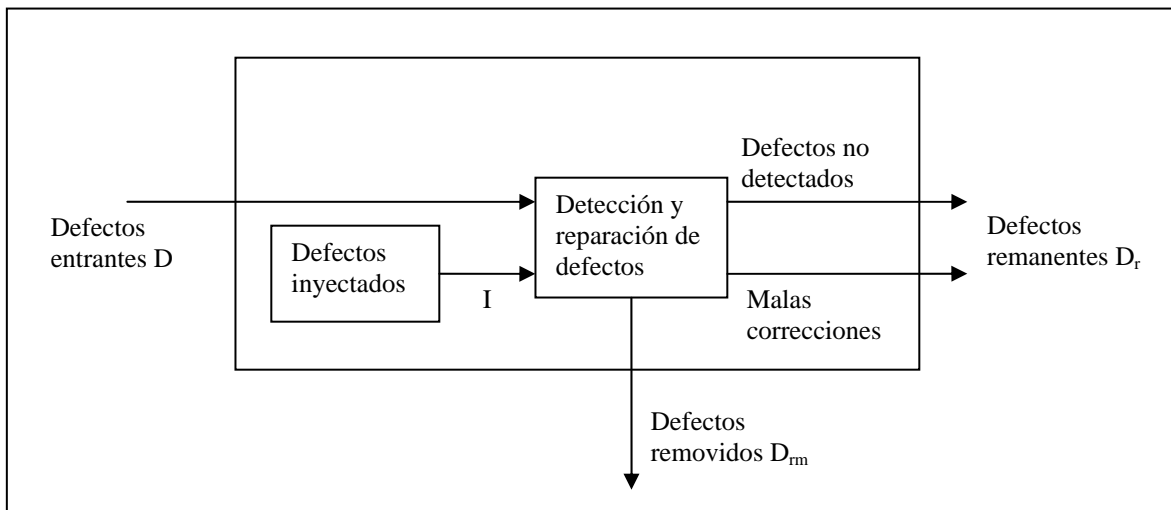 Defectos
entrantes D
Defectos
inyectados
I
Detección y
reparación de
defectos
Defectos no
detectados
Malas
correcciones
Defectos
remanentes Dr
Defectos
removidos Drm